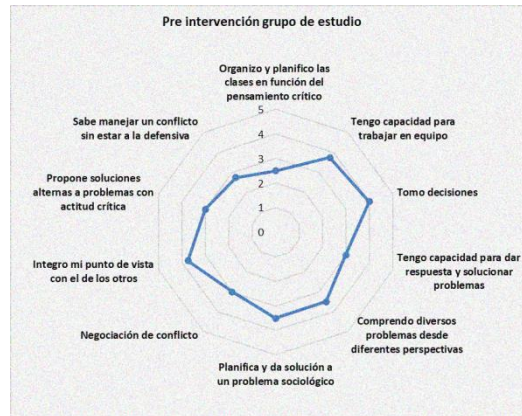 Pre intervención grupo de estudio
Organizo y planifico las
clases en función del
pensamiento crítico
Tengo capacidad para
trabajar en equipo
Tomo decisiones
Tengo capacidad para dar
respuesta y solucionar
problemas
Comprendo diversos
problemas desde
diferentes perspectivas
Planifica y da solución a
un problema sociológico
Negociación de conflicto
Integro mi punto de vista
con el de los otros
Propone soluciones
alternas a problemas con
actitud crítica
Sabe manejar un conflicto
sin estar a la defensiva
5
4
3
2
1
0